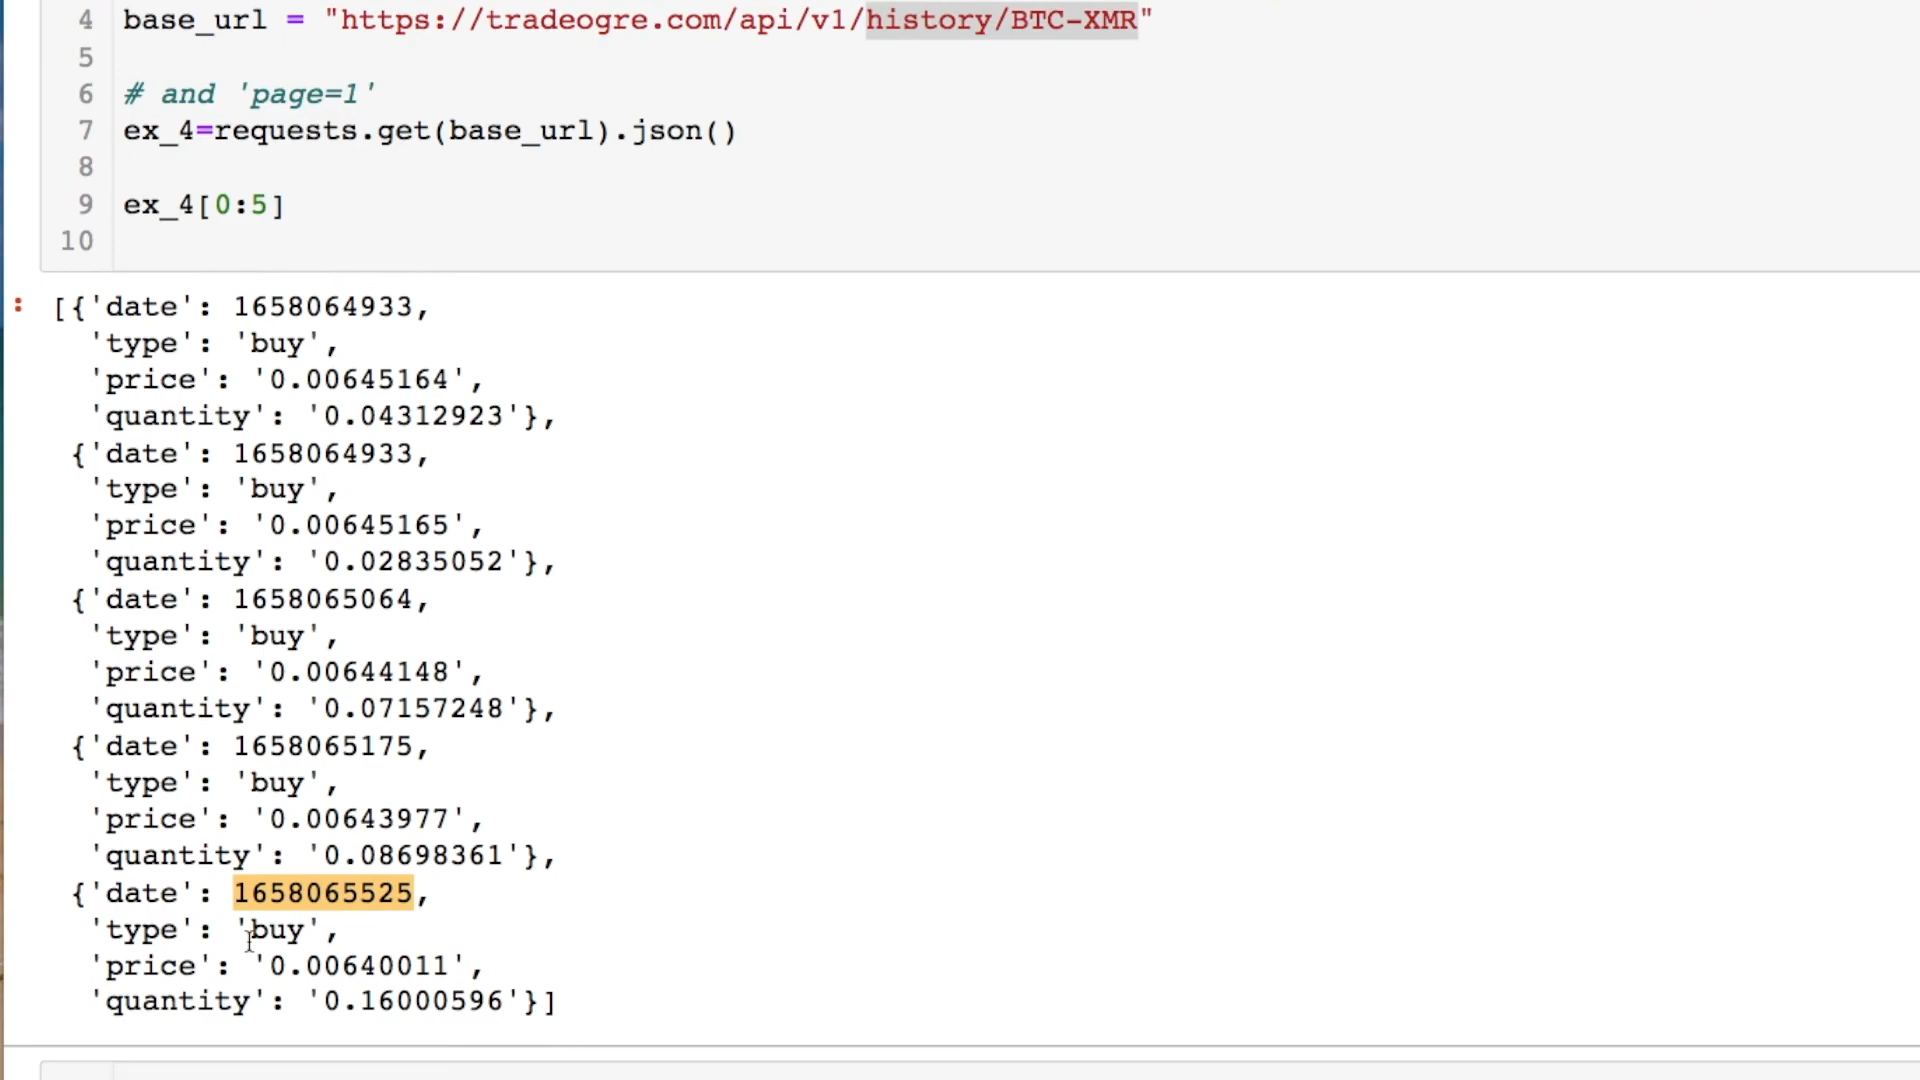 4 base_url = "https://tradeogre.com/api/v1/history/BTC-XMR"
5
6 # and 'page=1'
7 ex_4=requests.get(base_url).json()
8
9 ex_4[0:5]
10
: [{'date': 1658064933,
'type': 'buy',
'price': '0.00645164',
'quantity': '0.04312923'},
{'date': 1658064933,
'type': 'buy',
'price': '0.00645165',
'quantity': '0.02835052'},
{'date': 1658065064,
'type': 'buy',
'price': '0.00644148',
'quantity': '0.07157248'},
{'date': 1658065175,
'type': 'buy',
'price': '0.00643977',
'quantity': '0.08698361'},
{'date': 1658065525,
'type': 'buy',
'price': '0.00640011',
'quantity': '0.16000596'}]